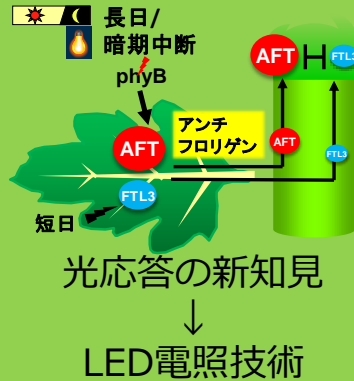 長日/
暗期中断
phyB
AFT
アンチ
フロリゲン
FTL3
短日
AFT
FTL3
AFT
FTL3
光応答の新知見
↓
LED電照技術